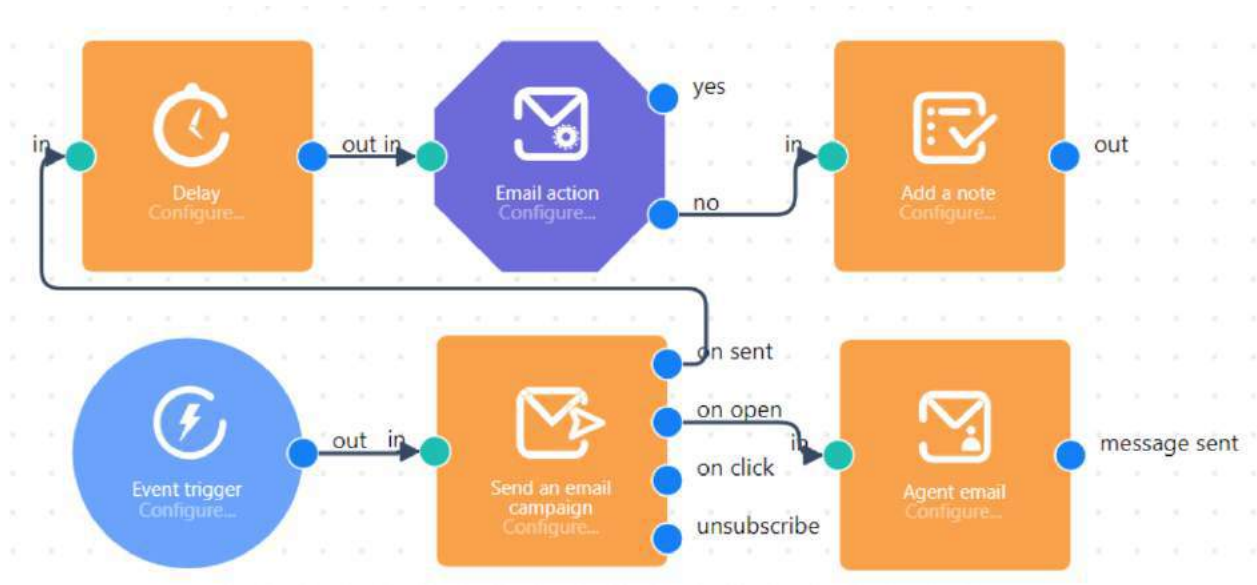 yes
in
out in
in
out
Delay
Configure...
Email action
Configure...
no
Add a note
Configure...
on sent
on open
out in
in
message sent
on click
Event trigger
Configure...
Send an email
campaign
Configure...
Agent email
Configure...
unsubscribe